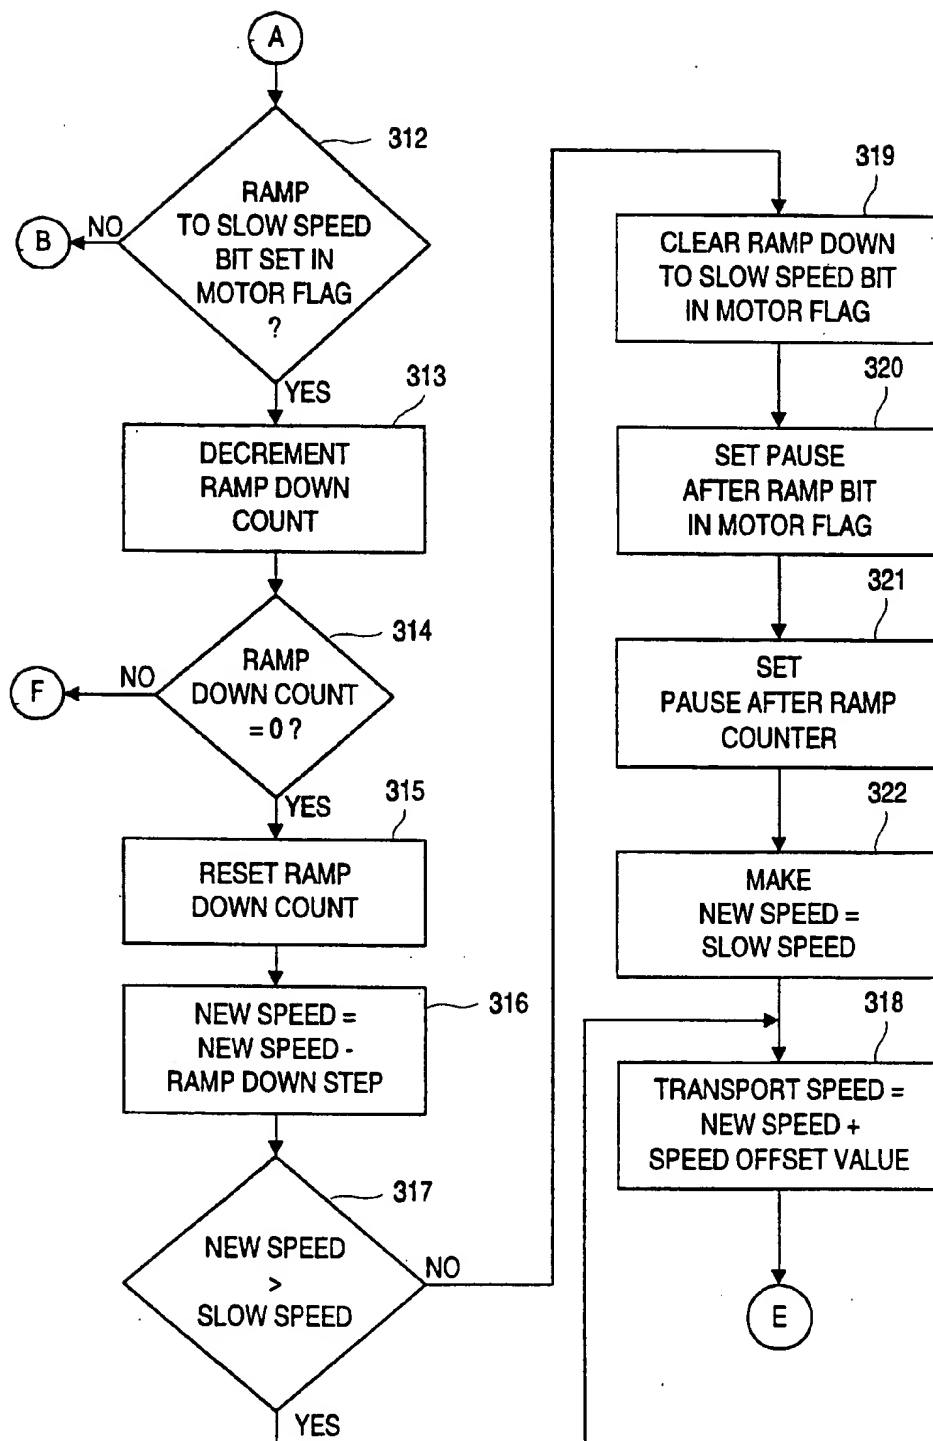 A
312
RAMP
TO SLOW SPEED
BIT SET IN
MOTOR FLAG
?
NO
B
YES
313
DECREMENT
RAMP DOWN
COUNT
314
RAMP
DOWN COUNT
= 0 ?
NO
F
YES
315
RESET RAMP
DOWN COUNT
316
NEW SPEED =
NEW SPEED -
RAMP DOWN STEP
317
NEW SPEED
>
SLOW SPEED
NO
YES
319
CLEAR RAMP DOWN
TO SLOW SPEED BIT
IN MOTOR FLAG
320
SET PAUSE
AFTER RAMP BIT
IN MOTOR FLAG
321
SET
PAUSE AFTER RAMP
COUNTER
322
MAKE
NEW SPEED =
SLOW SPEED
318
TRANSPORT SPEED =
NEW SPEED +
SPEED OFFSET VALUE
E